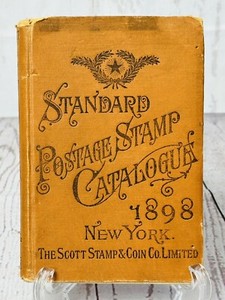 STANDARD
POSTAGE STAMP
CATALOGUE
1898
NEW YORK.
THE SCOTT STAMP & COIN CO. LIMITED